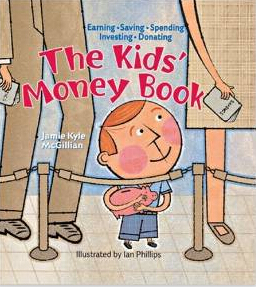 Earning • Saving • Spending
Investing • Donating
The Kids'
Money Book
Jamie Kyle
McGillian
Illustrated by Ian Phillips